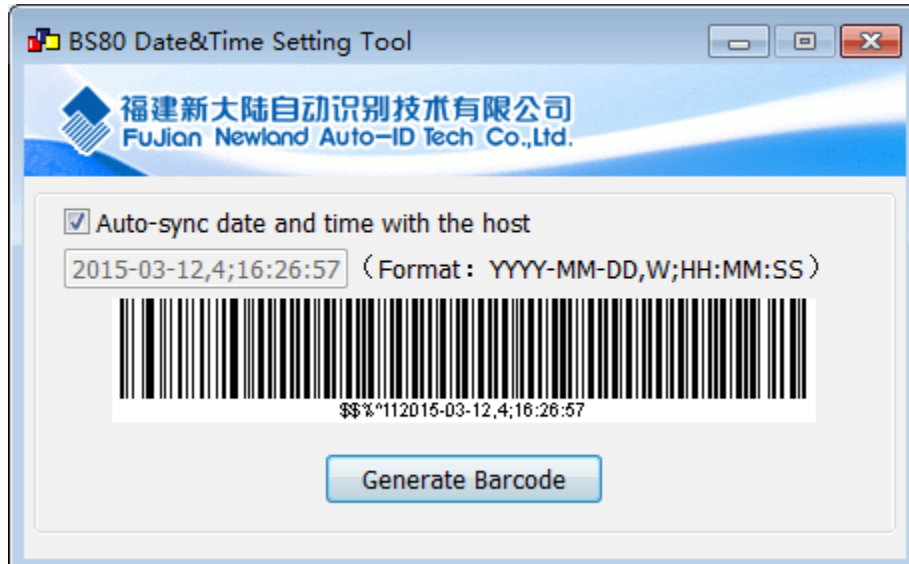 BS80 Date&Time Setting Tool
福建新大陆自动识别技术有限公司
FuJian Newland Auto-ID Tech Co.,Ltd.
Auto-sync date and time with the host
2015-03-12,4;16:26:57 （Format： YYYY-MM-DD,W;HH:MM:SS）
$$%^112015-03-12,4;16:26:57
Generate Barcode